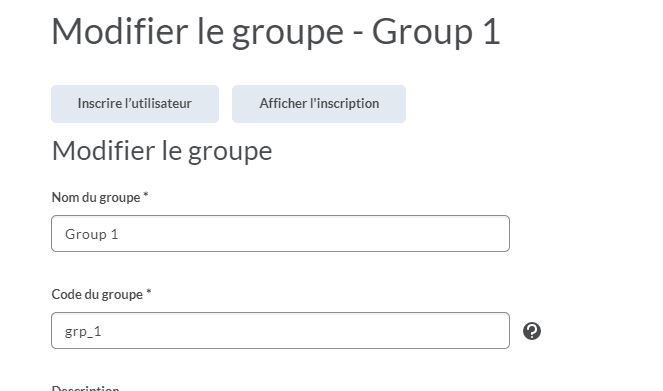 Modifier le groupe - Group 1
Inscrire l'utilisateur
Afficher l'inscription
Modifier le groupe
Nom du groupe *
Group 1
Code du groupe *
grp_1
?
Description